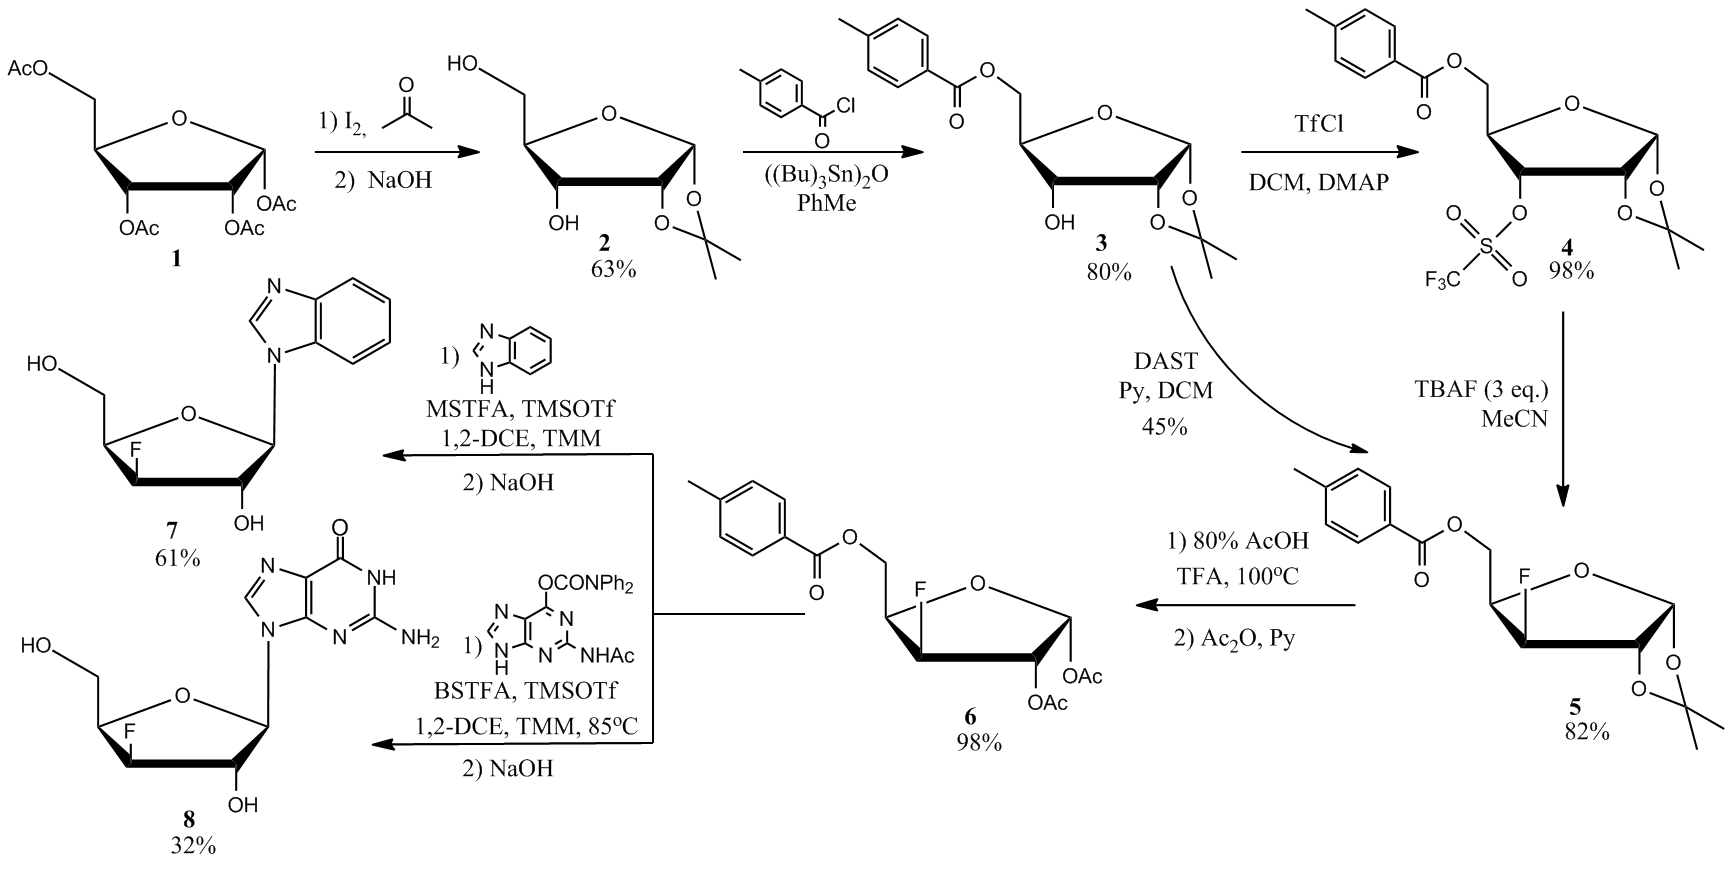 AcO
O
OAc
OAc
OAc
1
1) I2,
O
2) NaOH
HO
O
OH
O
O
2
63%
Cl
O
((Bu)3Sn)2O
PhMe
O
O
O
OH
O
O
3
80%
TfCl
DCM, DMAP
O
O
O
O
O
O
O
S
O
F3C
4
98%
DAST
Py, DCM
45%
TBAF (3 eq.)
MeCN
O
O
F
O
O
O
5
82%
1) 80% AcOH
TFA, 100oC
2) Ac2O, Py
O
O
F
O
OAc
OAc
6
98%
1)
N
N
H
MSTFA, TMSOTf
1,2-DCE, TMM
2) NaOH
N
N
HO
O
F
OH
7
61%
OCONPh2
N
N
1)
N
H
N
NHAc
BSTFA, TMSOTf
1,2-DCE, TMM, 85oC
2) NaOH
O
N
NH
N
N
NH2
HO
O
F
OH
8
32%